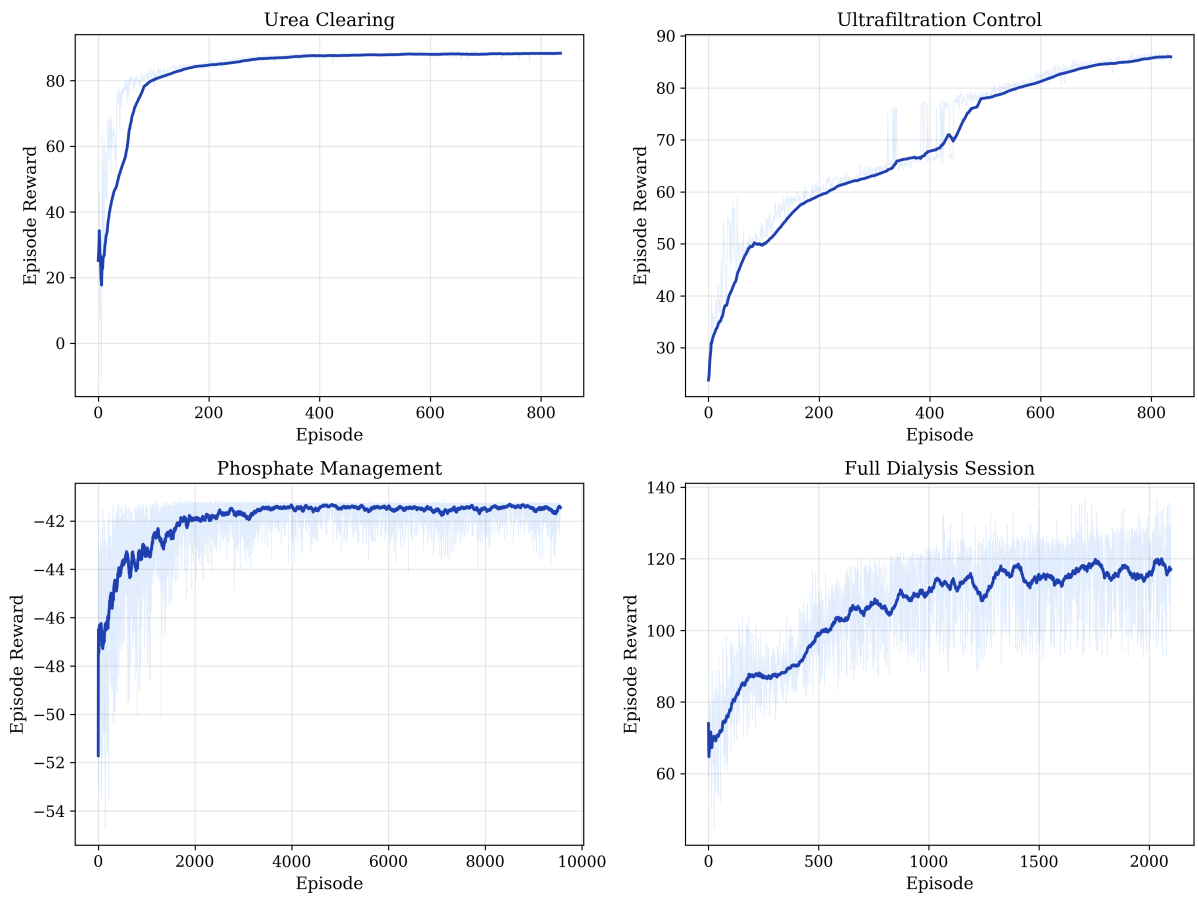 Urea Clearing
Episode Reward
80
60
40
20
0
0 200 400 600 800
Episode
Ultrafiltration Control
Episode Reward
90
80
70
60
50
40
30
0 200 400 600 800
Episode
Phosphate Management
Episode Reward
−42
−44
−46
−48
−50
−52
−54
0 2000 4000 6000 8000 10000
Episode
Full Dialysis Session
Episode Reward
140
120
100
80
60
0 500 1000 1500 2000
Episode